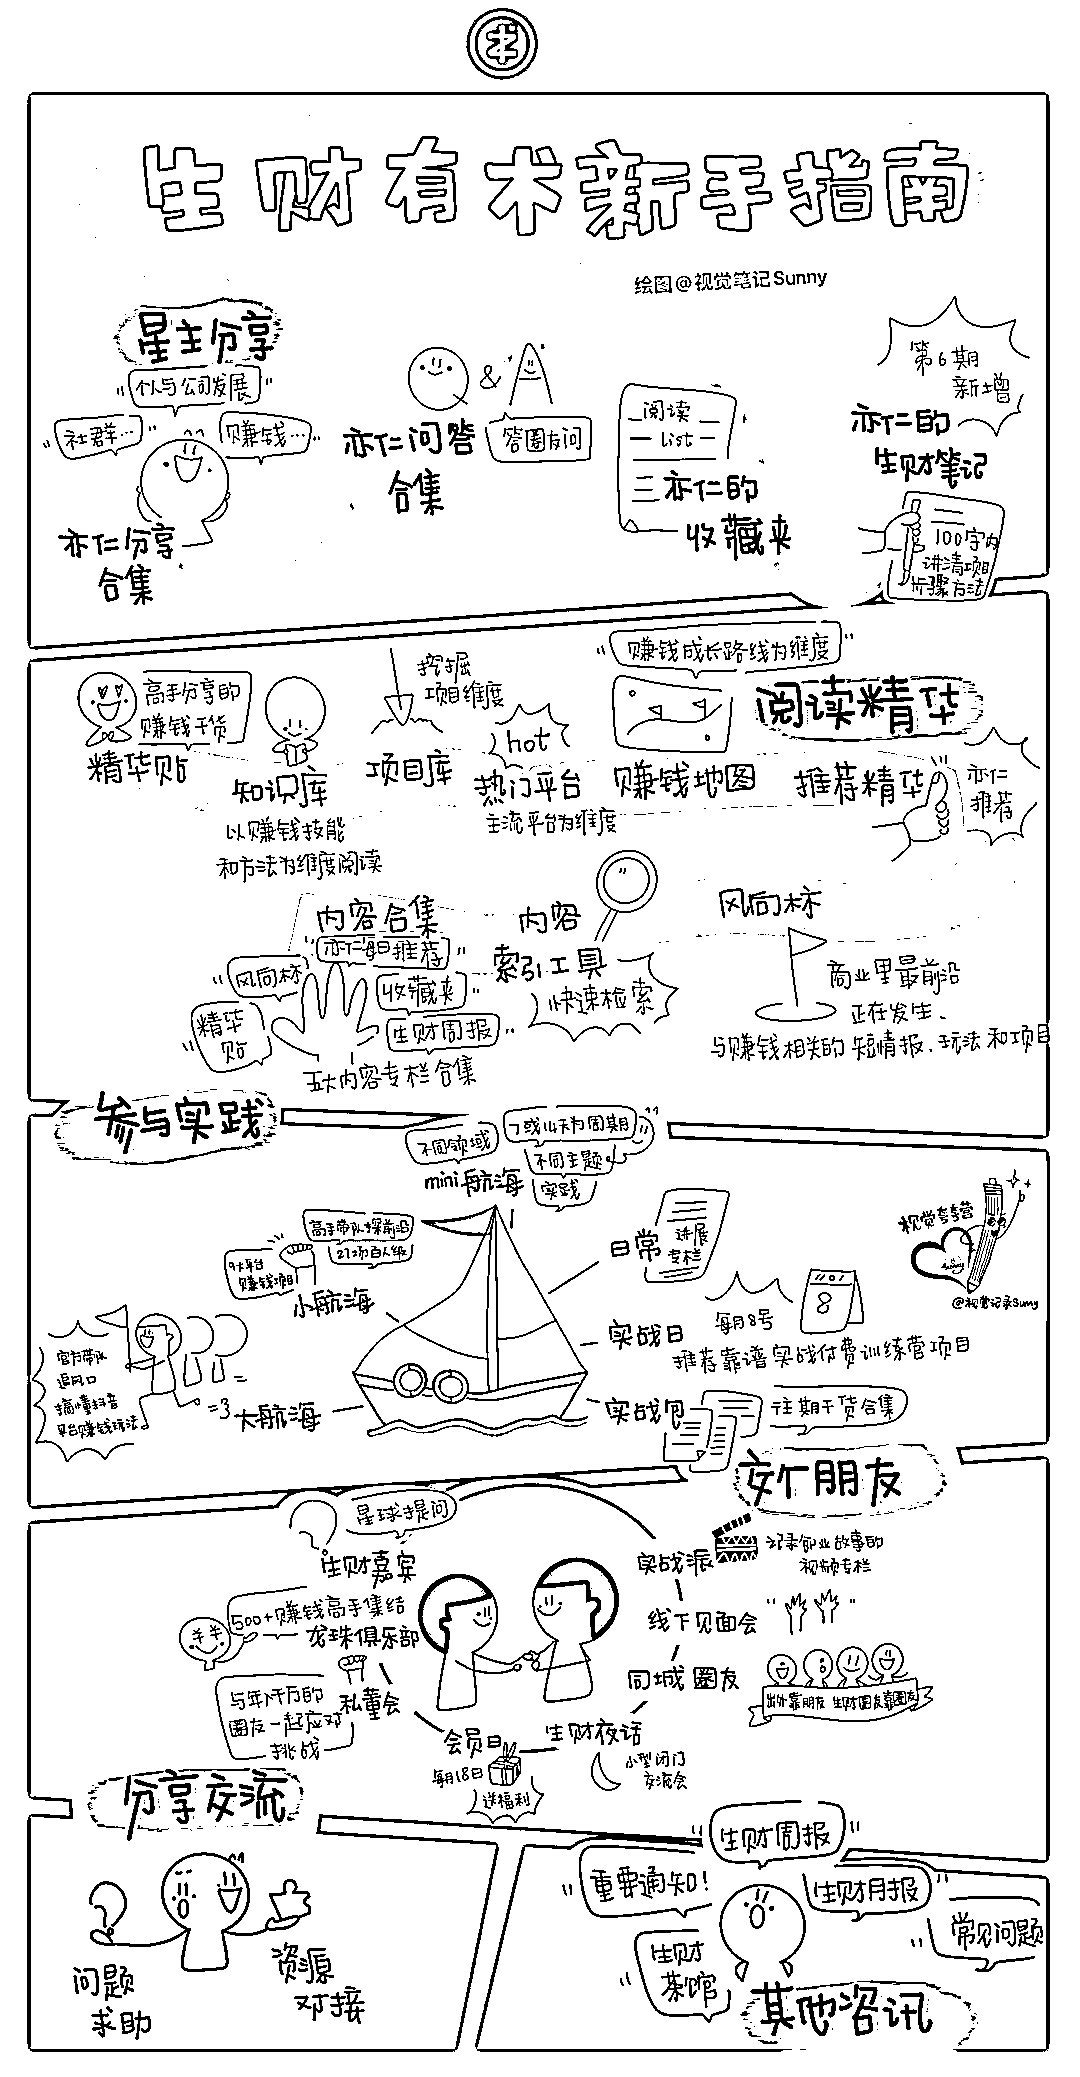 术
生财有术新手指南
绘图@视觉笔记Sunny
星主分享
"个人与公司发展"
"社群…"
"赚钱…"
亦仁分享
合集
Q & A
亦仁问答
合集
答圈友问
阅读
list
亦仁的
收藏夹
第6期
新增
亦仁的
生财笔记
100字内
讲清项目
步骤方法
阅读精华
高手分享的
赚钱干货
精华贴
知识库
以赚钱技能
和方法为维度阅读
挖掘
项目维度
项目库
hot
热门平台
主流平台为维度
"赚钱成长路线为维度"
赚钱地图
推荐精华
亦仁
推荐
内容合集
"亦仁每日推荐"
"风向标
收藏夹"
"精华
贴
生财周报"
五大内容专栏合集
内容
索引工具
快速检索
风向标
商业里最前沿
正在发生、
与赚钱相关的短情报、玩法和项目
参与实践
不同领域
7或14天为周期
不同主题
实践
mini航海
高手带队探前沿
21场百人级
9大平台
赚钱项目
小航海
官方带队
追风口
搞懂抖音
平台赚钱玩法
大航海
日常
进展
专栏
实战日
每月8号
8
推荐靠谱实战付费训练营项目
实战包
往期干货合集
视觉夸夸营
Sunny
@视觉记录Sunny
交个朋友
星球提问
生财嘉宾
500+赚钱高手集结
龙珠俱乐部
与年入千万的
圈友一起应对
挑战
私董会
会员日
每月18日
送福利
生财夜话
小型闭门
交流会
同城圈友
出外靠朋友 生财圈友靠圈友
线下见面会
实战派
记录创业故事的
视频专栏
分享交流
问题
求助
资源
对接
"生财周报"
"重要通知!
生财月报"
"常见问题
"生财
茶馆
其他咨讯